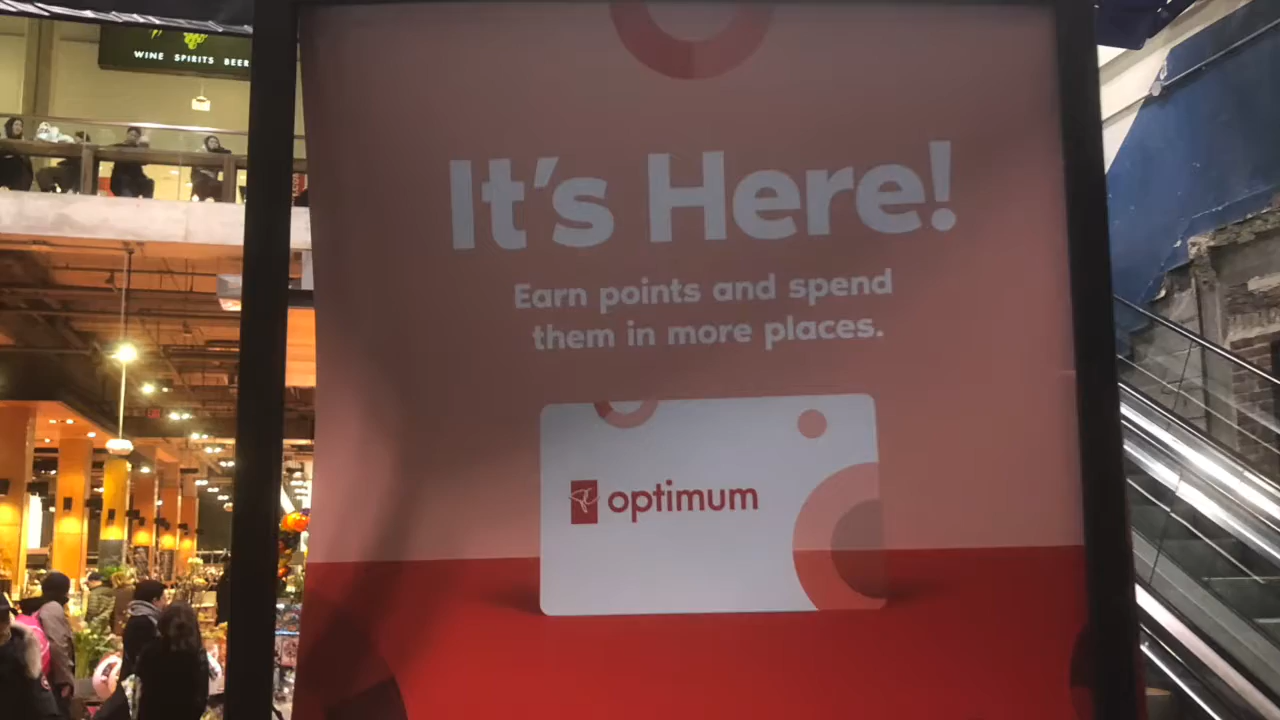 WINE SPIRITS BEER
It's Here!
Earn points and spend
them in more places.
optimum